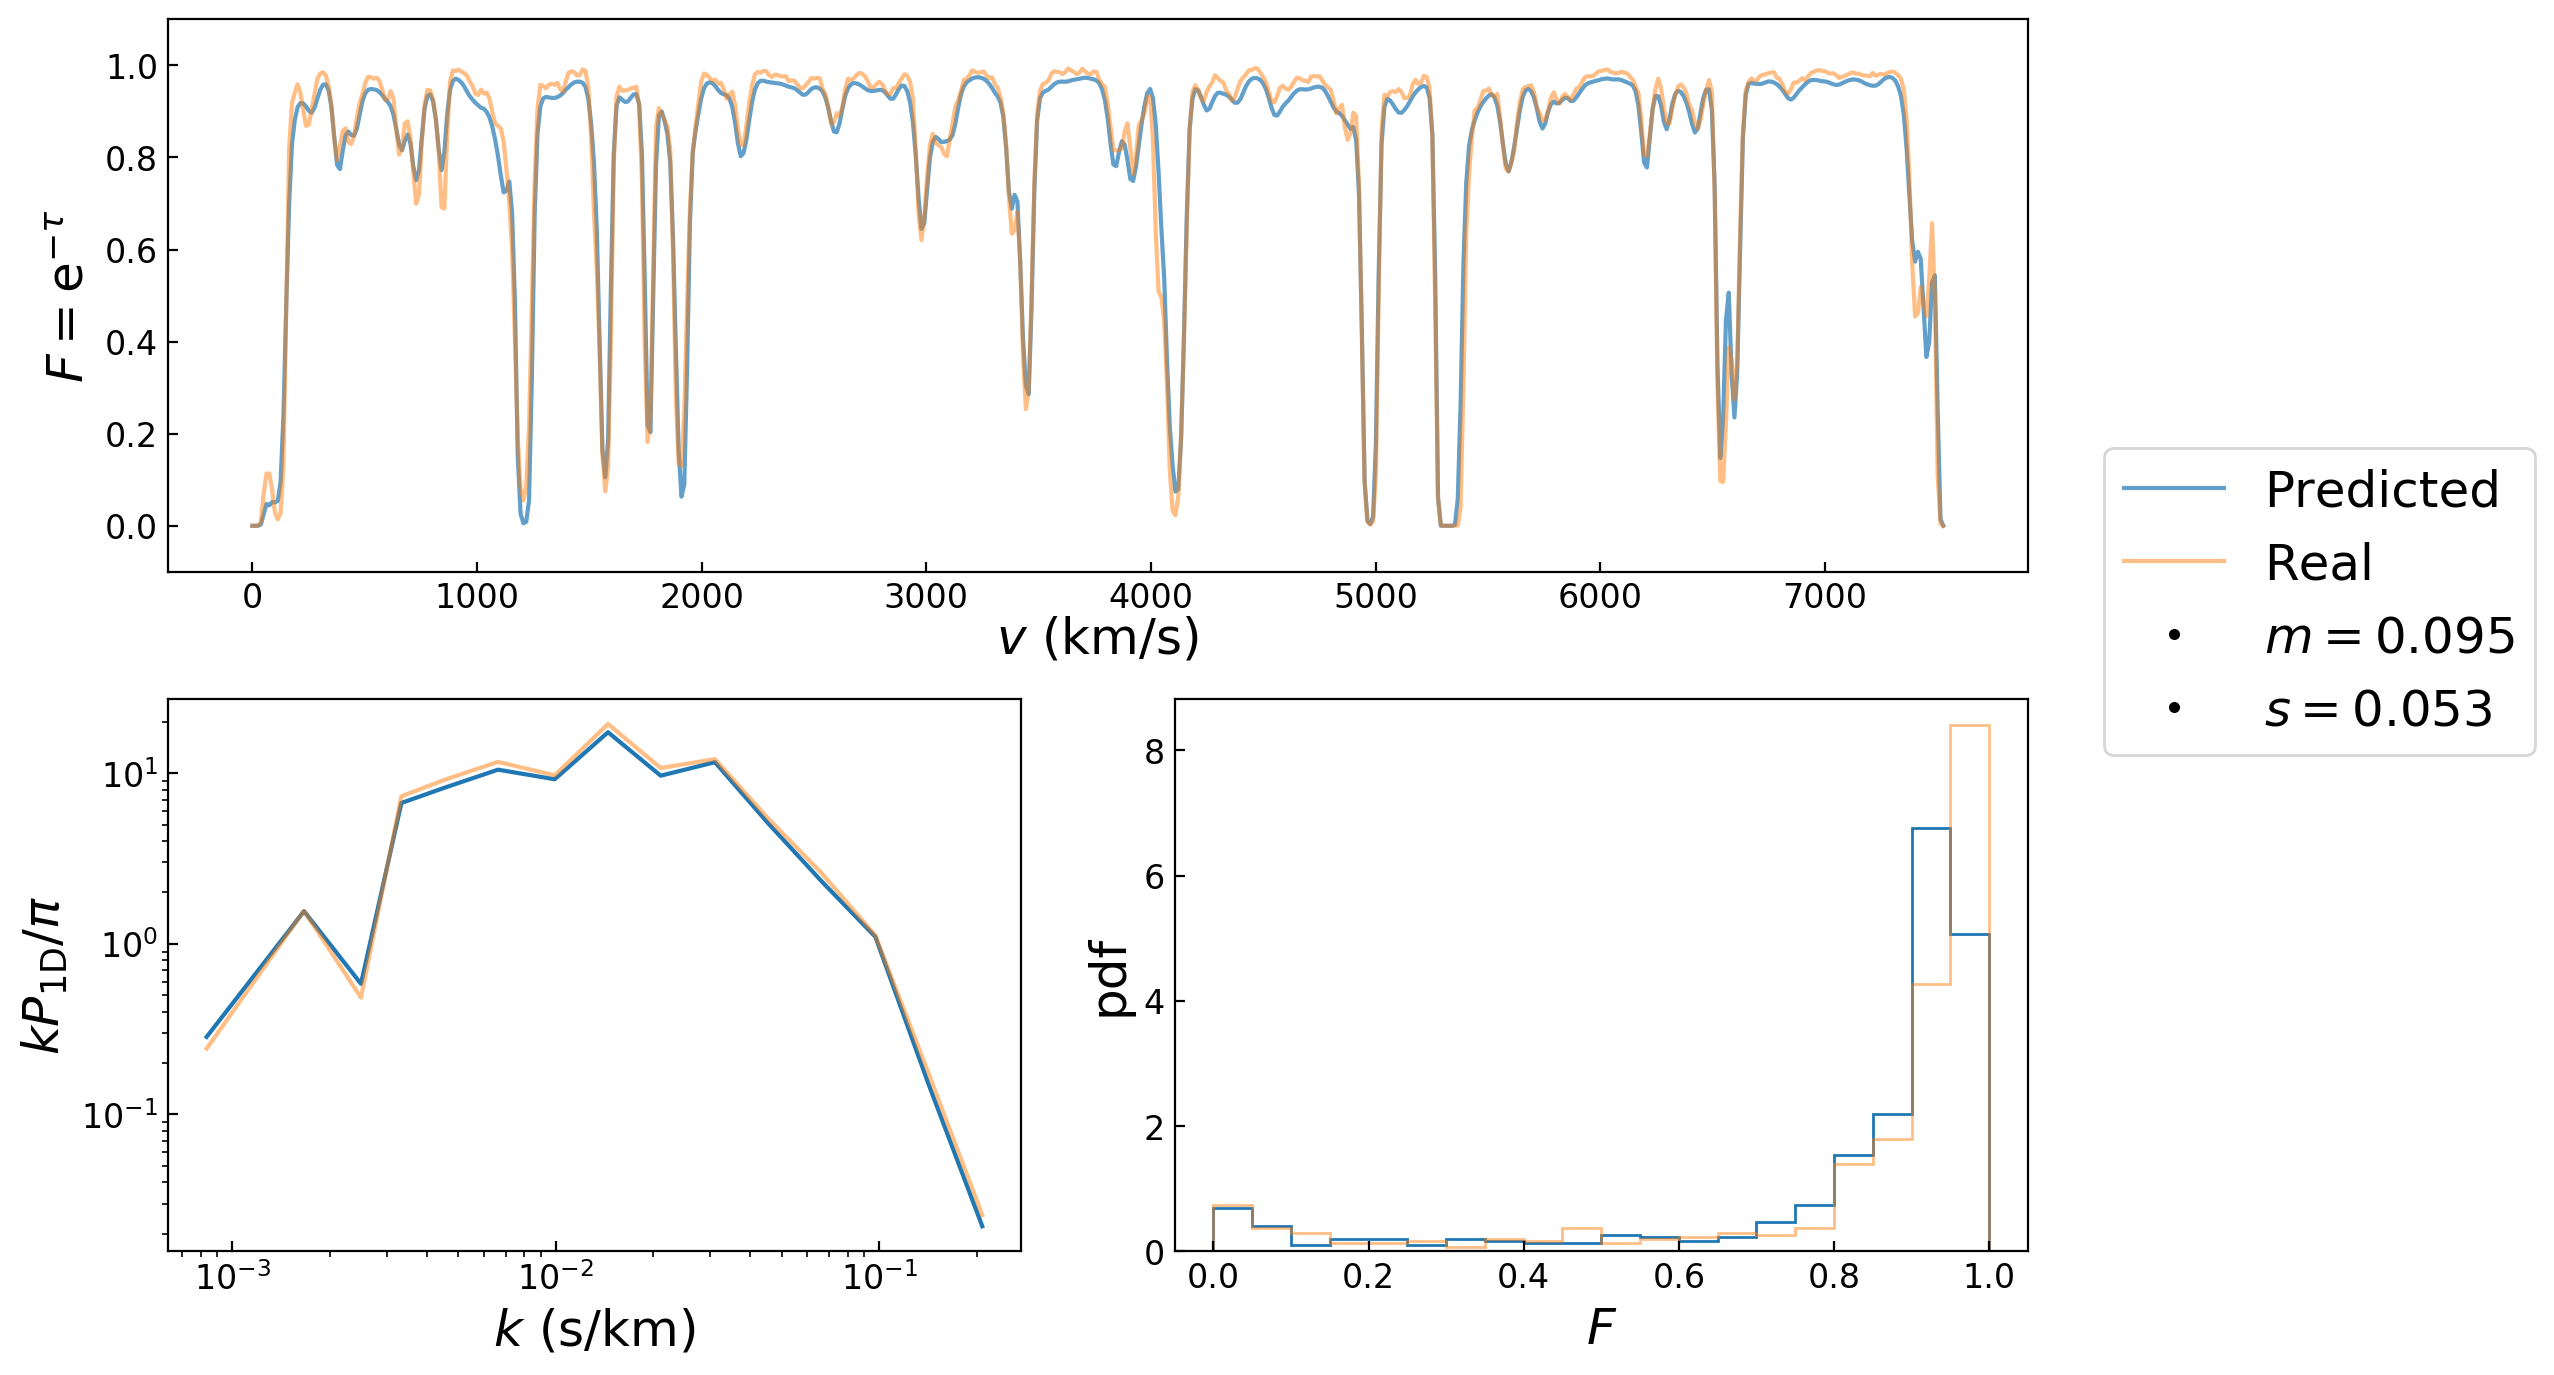 1.0
0.8
0.6
0.4
0.2
0.0
F = e^{−τ}
0 1000 2000 3000 4000 5000 6000 7000
v (km/s)
Predicted
Real
m = 0.095
s = 0.053
10^1
10^0
10^{−1}
kP_{1D}/π
10^{−3} 10^{−2} 10^{−1}
k (s/km)
8
6
4
2
0
pdf
0.0 0.2 0.4 0.6 0.8 1.0
F